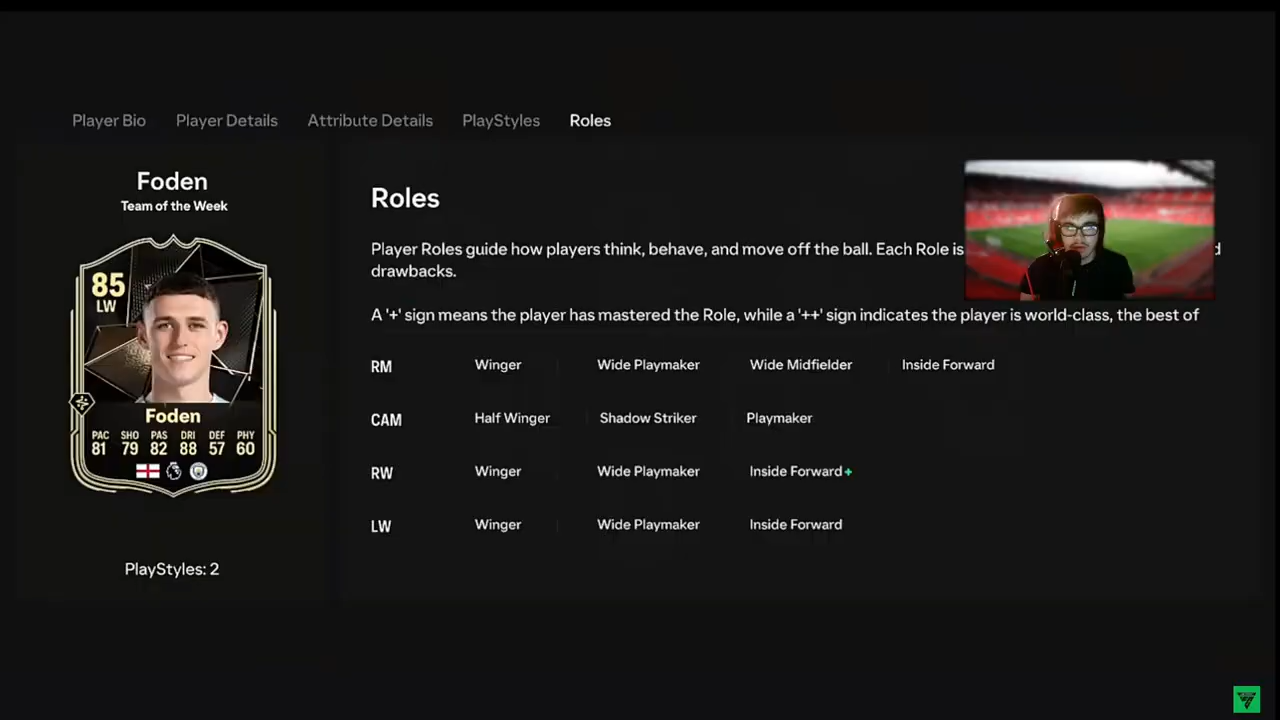 Player Bio Player Details Attribute Details PlayStyles Roles
Foden
Team of the Week
85
LW
Foden
PAC SHO PAS DRI DEF PHY
81 79 82 88 57 60
PlayStyles: 2
Roles
Player Roles guide how players think, behave, and move off the ball. Each Role is
drawbacks.
A '+' sign means the player has mastered the Role, while a '++' sign indicates the player is world-class, the best of
RM Winger Wide Playmaker Wide Midfielder Inside Forward
CAM Half Winger Shadow Striker Playmaker
RW Winger Wide Playmaker Inside Forward+
LW Winger Wide Playmaker Inside Forward